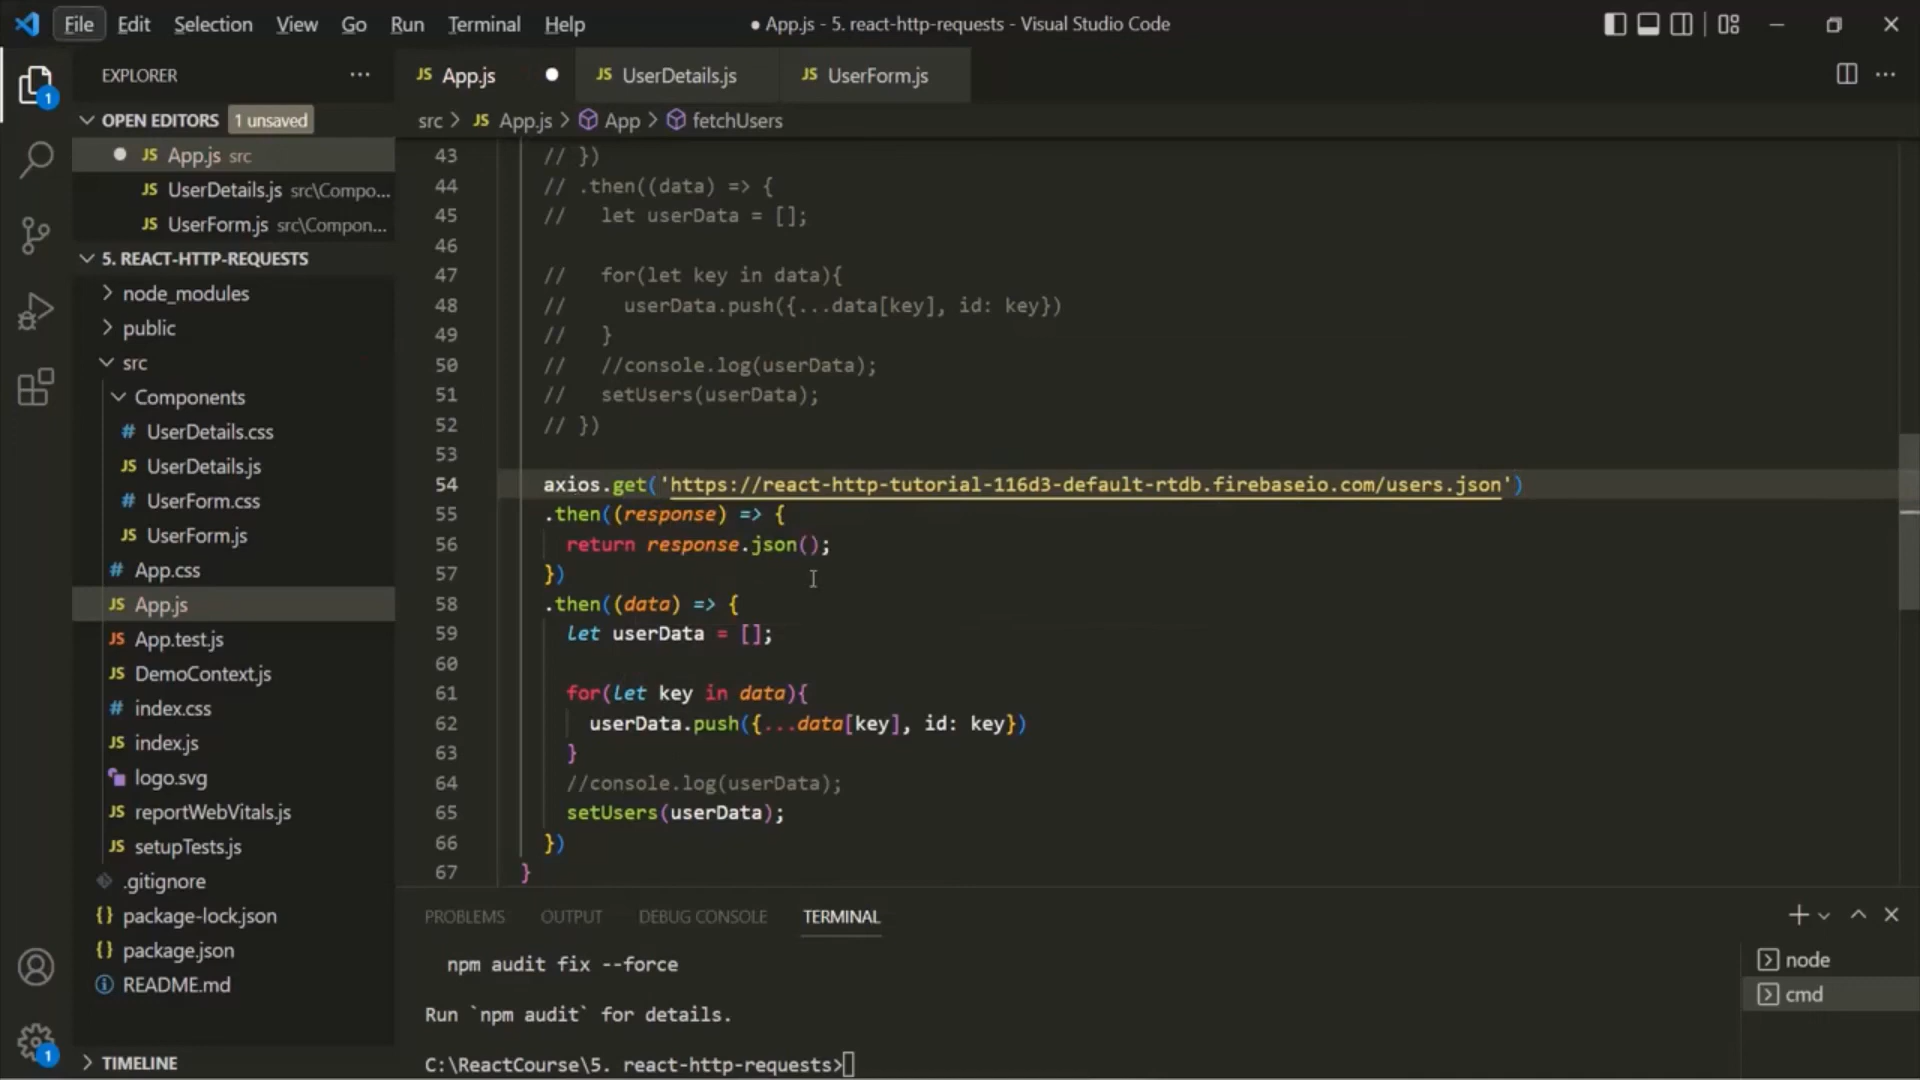 File Edit Selection View Go Run Terminal Help
● App.js - 5. react-http-requests - Visual Studio Code
EXPLORER
JS App.js
JS UserDetails.js
JS UserForm.js
1
OPEN EDITORS 1 unsaved
src > JS App.js > App > fetchUsers
JS App.js src
JS UserDetails.js src\Compo...
JS UserForm.js src\Compon...
5. REACT-HTTP-REQUESTS
node_modules
public
src
Components
# UserDetails.css
JS UserDetails.js
# UserForm.css
JS UserForm.js
# App.css
JS App.js
JS App.test.js
JS DemoContext.js
# index.css
JS index.js
logo.svg
JS reportWebVitals.js
JS setupTests.js
.gitignore
{} package-lock.json
{} package.json
README.md
1
TIMELINE
43 // })
44 // .then((data) => {
45 //   let userData = [];
46
47 //   for(let key in data){
48 //     userData.push({...data[key], id: key})
49 //   }
50 //   //console.log(userData);
51 //   setUsers(userData);
52 // })
53
54 axios.get('https://react-http-tutorial-116d3-default-rtdb.firebaseio.com/users.json')
55 .then((response) => {
56   return response.json();
57 })
58 .then((data) => {
59   let userData = [];
60
61   for(let key in data){
62     userData.push({...data[key], id: key})
63   }
64   //console.log(userData);
65   setUsers(userData);
66 })
67 }
PROBLEMS OUTPUT DEBUG CONSOLE TERMINAL
npm audit fix --force
Run `npm audit` for details.
C:\ReactCourse\5. react-http-requests>
node
cmd